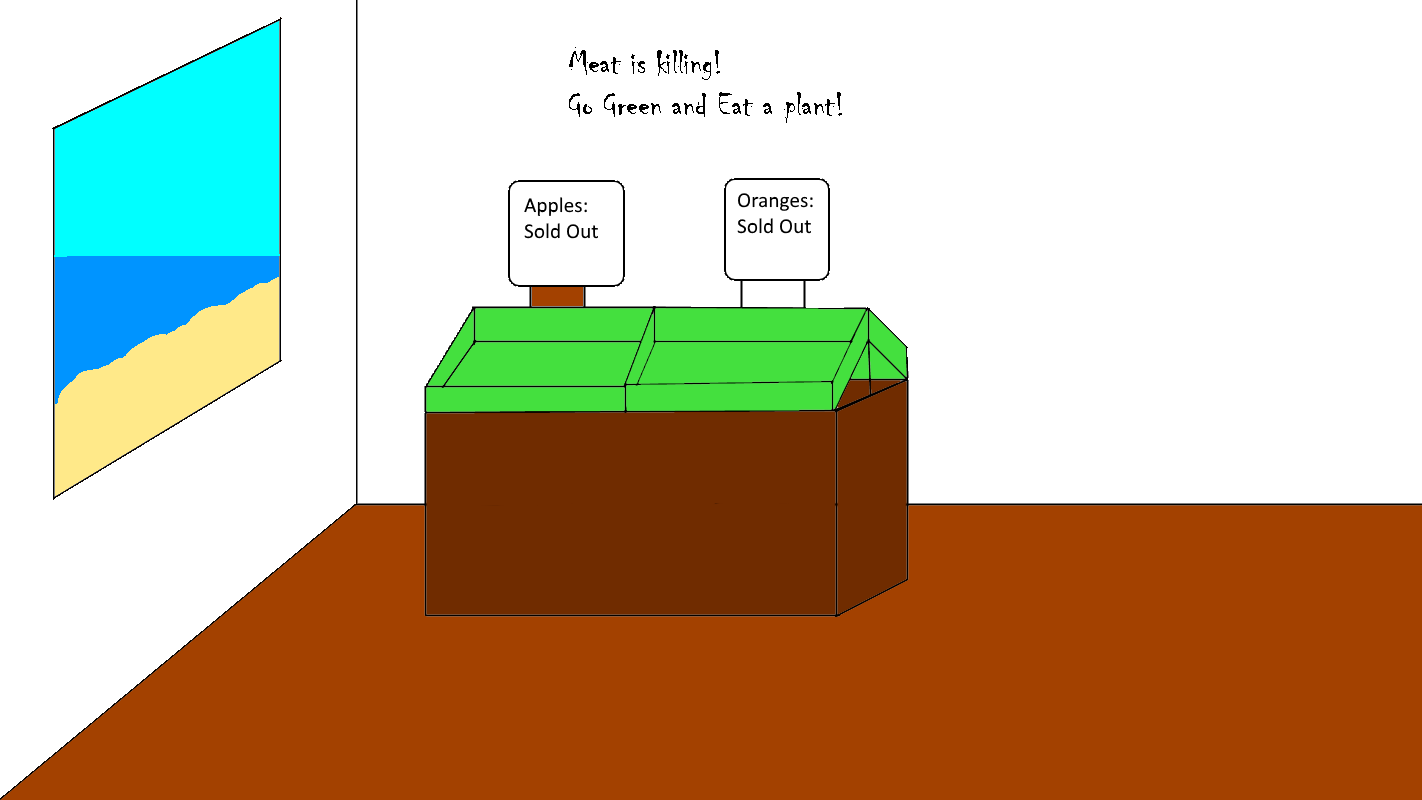 Meat is killing!
Go Green and Eat a plant!
Apples:
Sold Out
Oranges:
Sold Out